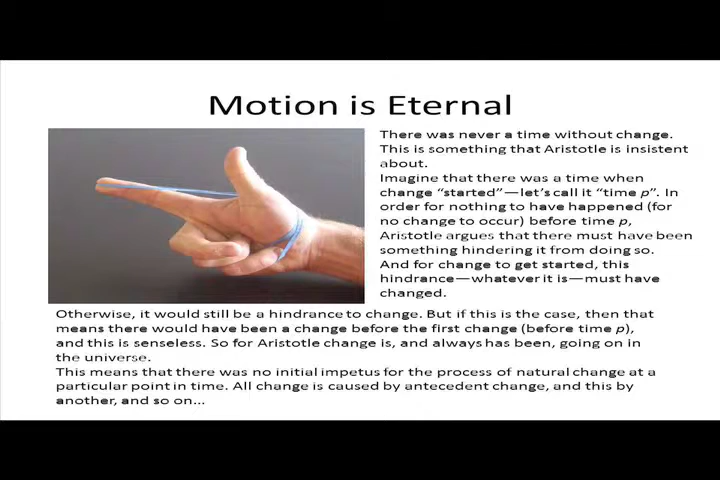 Motion is Eternal
There was never a time without change.
This is something that Aristotle is insistent
about.
Imagine that there was a time when
change “started”—let’s call it “time p”. In
order for nothing to have happened (for
no change to occur) before time p,
Aristotle argues that there must have been
something hindering it from doing so.
And for change to get started, this
hindrance—whatever it is—must have
changed.
Otherwise, it would still be a hindrance to change. But if this is the case, then that
means there would have been a change before the first change (before time p),
and this is senseless. So for Aristotle change is, and always has been, going on in
the universe.
This means that there was no initial impetus for the process of natural change at a
particular point in time. All change is caused by antecedent change, and this by
another, and so on...